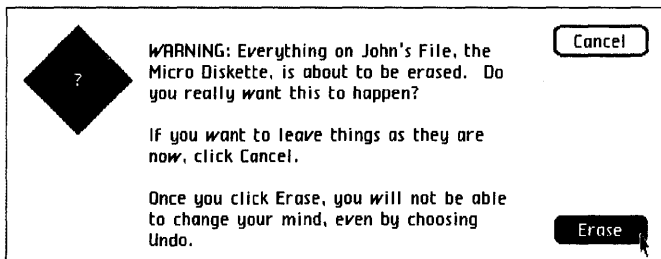 ?
WARNING: Everything on John's File, the
Micro Diskette, is about to be erased. Do
you really want this to happen?
If you want to leave things as they are
now, click Cancel.
Once you click Erase, you will not be able
to change your mind, even by choosing
Undo.
Cancel
Erase